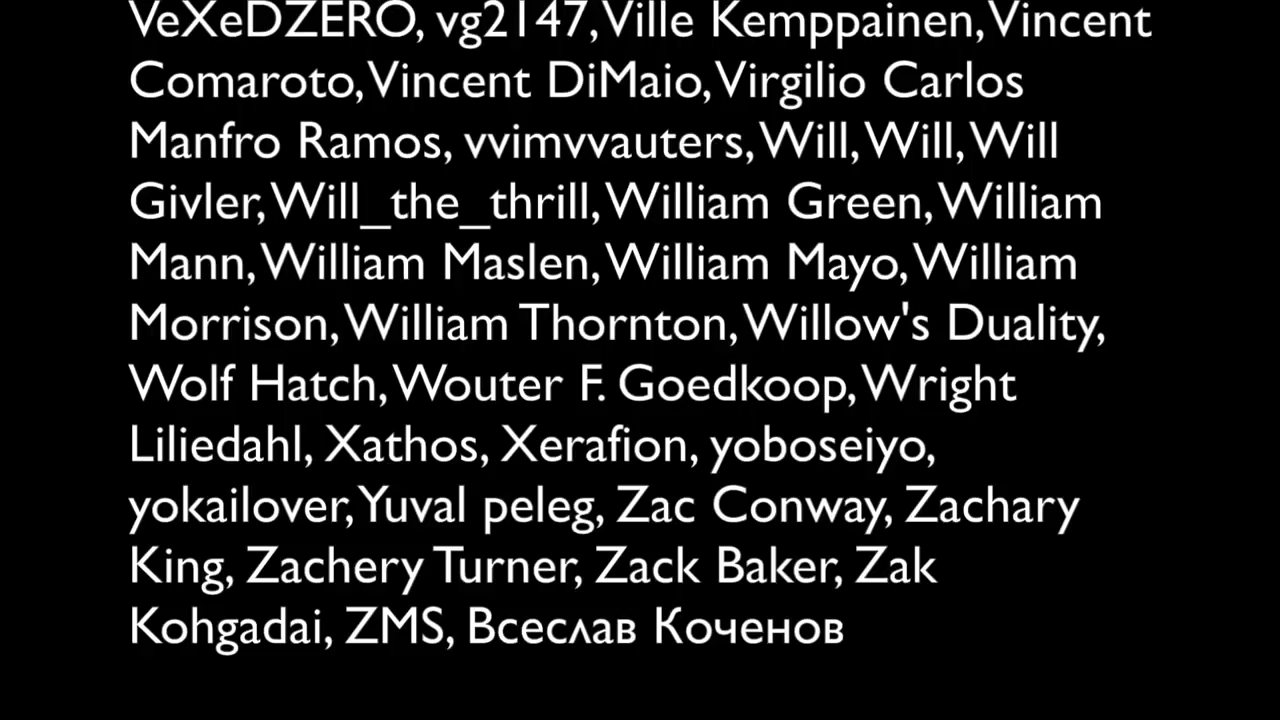 VeXeDZERO, vg2147, Ville Kemppainen, Vincent
Comaroto, Vincent DiMaio, Virgilio Carlos
Manfro Ramos, vvimvvauters, Will, Will, Will
Givler, Will_the_thrill, William Green, William
Mann, William Maslen, William Mayo, William
Morrison, William Thornton, Willow's Duality,
Wolf Hatch, Wouter F. Goedkoop, Wright
Liliedahl, Xathos, Xerafion, yoboseiyo,
yokailover, Yuval peleg, Zac Conway, Zachary
King, Zachery Turner, Zack Baker, Zak
Kohgadai, ZMS, Всеслав Коченов